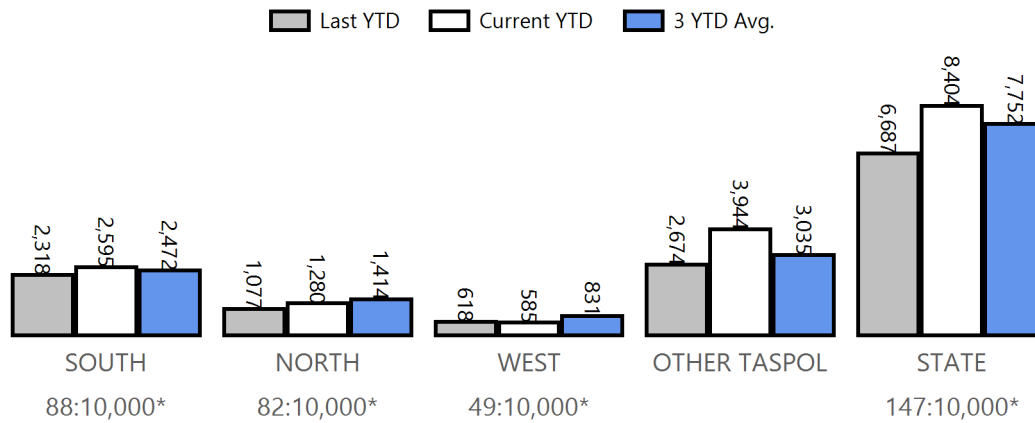 Last YTD Current YTD 3 YTD Avg.
2,318 2,595 2,472 1,077 1,280 1,414 618 585 831 2,674 3,944 3,035 6,687 8,404 7,752
SOUTH NORTH WEST OTHER TASPOL STATE
88:10,000* 82:10,000* 49:10,000* 147:10,000*